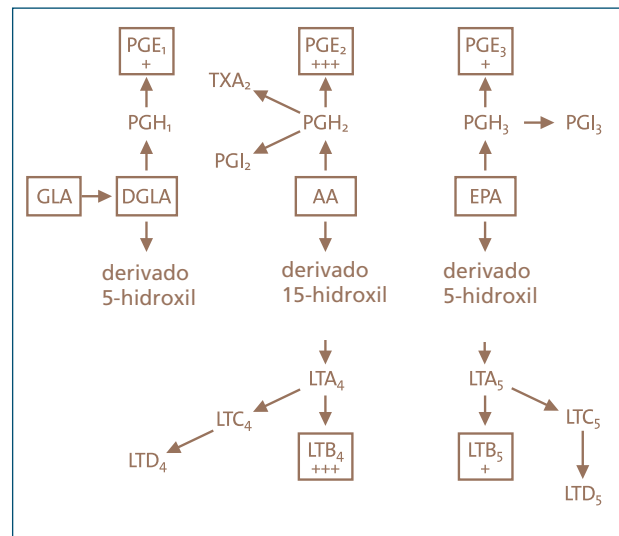 PGE₁
+
PGE₂
+++
PGE₃
+
TXA₂
PGH₁
PGH₂
PGH₃
PGI₃
PGI₂
GLA
DGLA
AA
EPA
derivado
5-hidroxil
derivado
15-hidroxil
derivado
5-hidroxil
LTA₄
LTA₅
LTC₄
LTC₅
LTB₄
+++
LTB₅
+
LTD₄
LTD₅